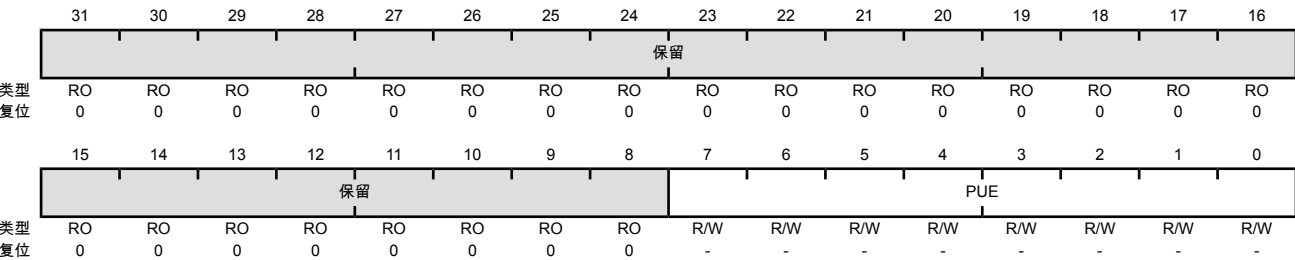 31 30 29 28 27 26 25 24 23 22 21 20 19 18 17 16
保留
类型 RO RO RO RO RO RO RO RO RO RO RO RO RO RO RO RO
复位 0 0 0 0 0 0 0 0 0 0 0 0 0 0 0 0
15 14 13 12 11 10 9 8 7 6 5 4 3 2 1 0
保留 PUE
类型 RO RO RO RO RO RO RO RO R/W R/W R/W R/W R/W R/W R/W R/W
复位 0 0 0 0 0 0 0 0 - - - - - - - -